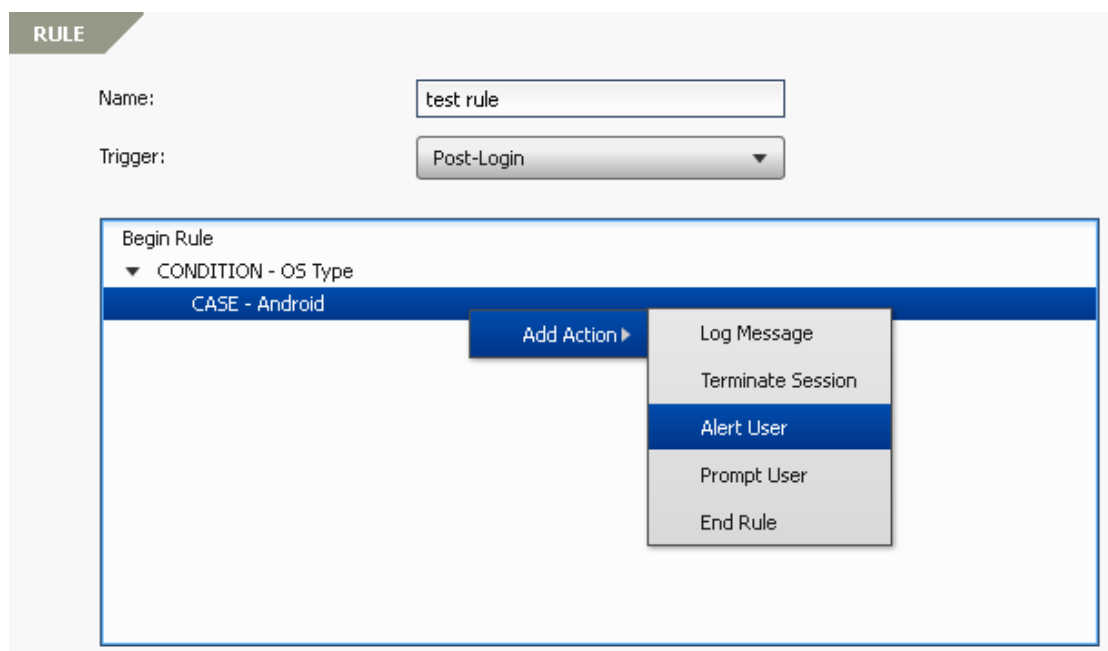 RULE
Name: test rule
Trigger: Post-Login
Begin Rule
CONDITION - OS Type
CASE - Android
Add Action
Log Message
Terminate Session
Alert User
Prompt User
End Rule